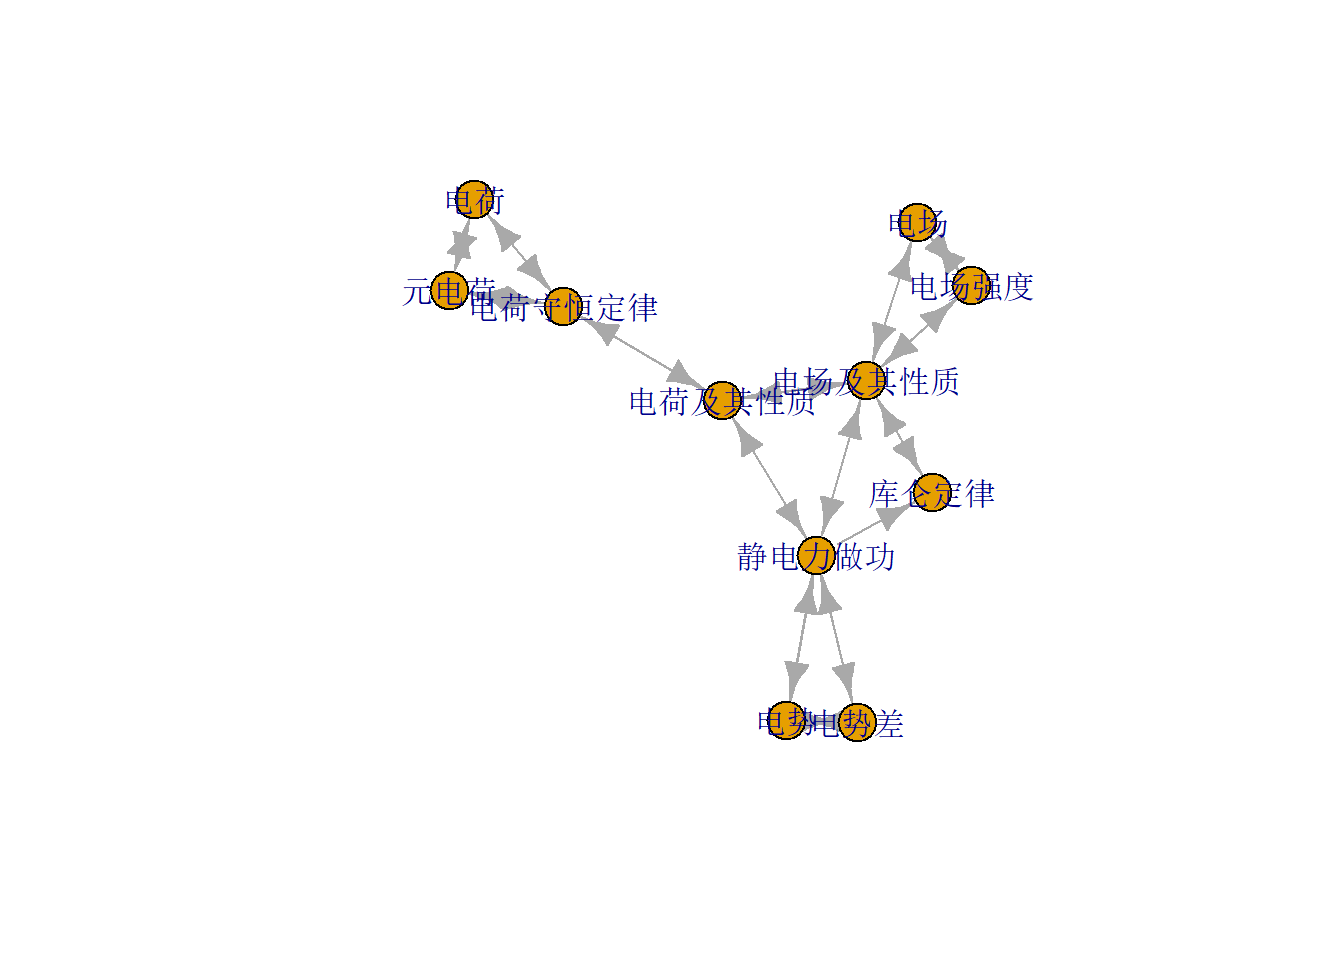 电荷
电场
元电荷
电场强度
电荷守恒定律
电场及其性质
电荷及其性质
库仑定律
静电力做功
电势
电势差